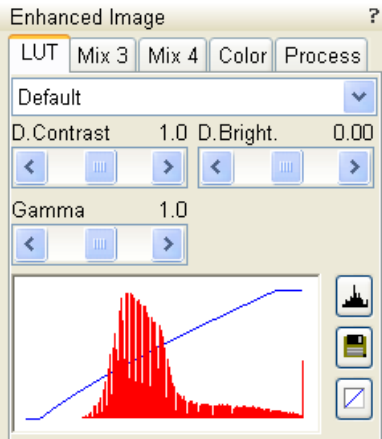 Enhanced Image ?
LUT Mix 3 Mix 4 Color Process
Default
D.Contrast 1.0 D.Bright. 0.00
Gamma 1.0